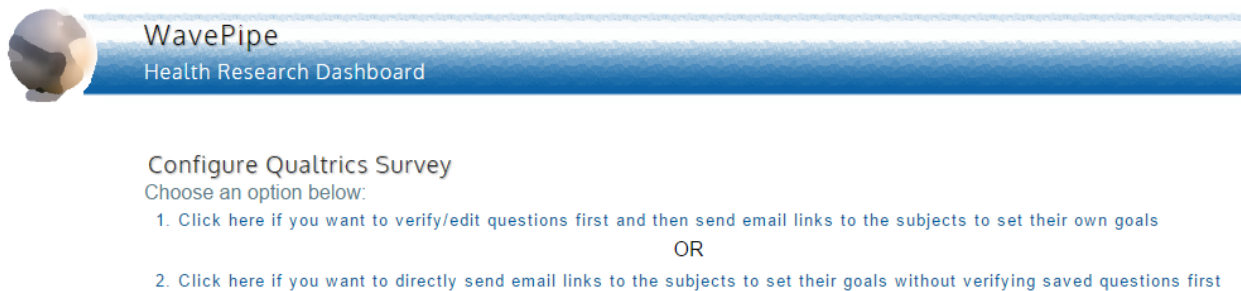 WavePipe
Health Research Dashboard
Configure Qualtrics Survey
Choose an option below:
1. Click here if you want to verify/edit questions first and then send email links to the subjects to set their own goals
OR
2. Click here if you want to directly send email links to the subjects to set their goals without verifying saved questions first